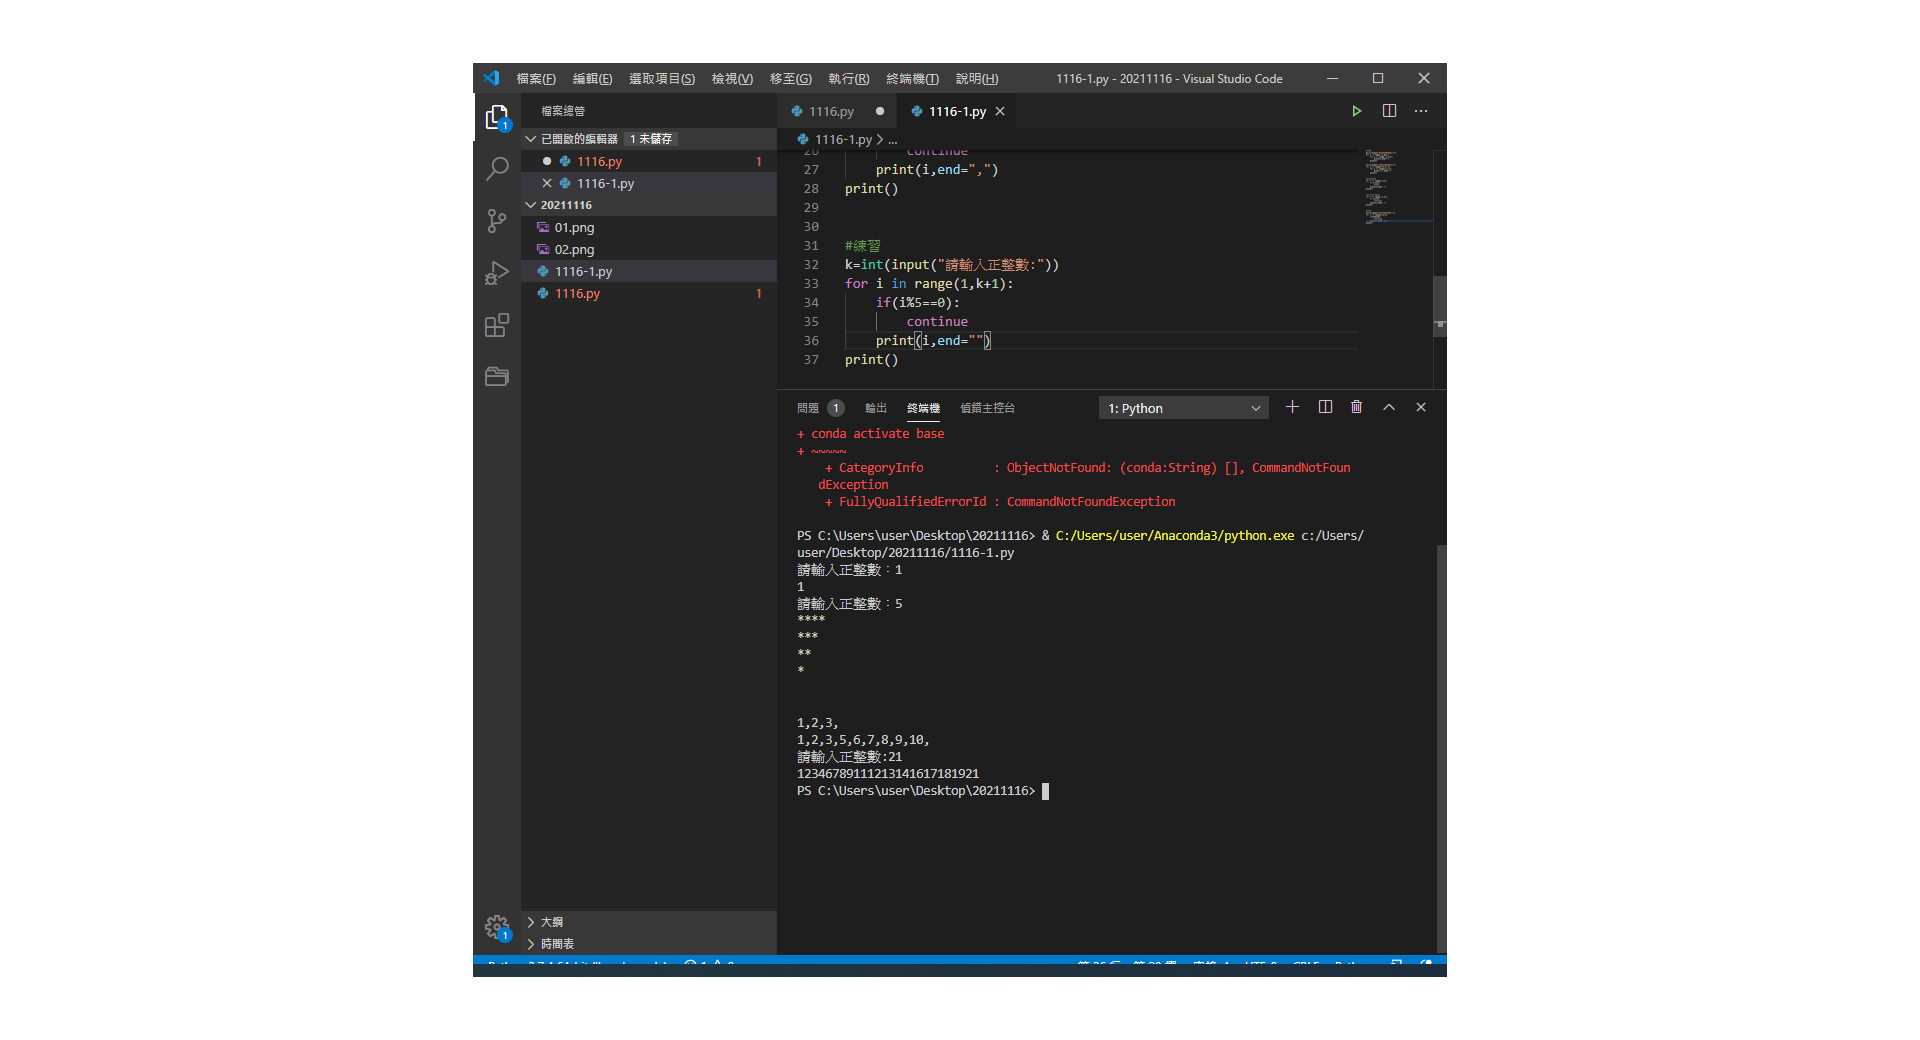 檔案(F) 編輯(E) 選取項目(S) 檢視(V) 移至(G) 執行(R) 終端機(T) 說明(H) 1116-1.py - 20211116 - Visual Studio Code
檔案總管
已開啟的編輯器 1 未儲存
1116.py 1
1116-1.py
20211116
01.png
02.png
1116-1.py
1116.py 1
大綱
時間表
1
1
1116.py 1116-1.py
1116-1.py > ...
26 continue
27 print(i,end=",")
28 print()
29
30
31 #練習
32 k=int(input("請輸入正整數:"))
33 for i in range(1,k+1):
34 if(i%5==0):
35 continue
36 print(i,end="")
37 print()
問題 1 輸出 終端機 偵錯主控台 1: Python
+ conda activate base
+ ~~~~~
+ CategoryInfo : ObjectNotFound: (conda:String) [], CommandNotFoun
dException
+ FullyQualifiedErrorId : CommandNotFoundException
PS C:\Users\user\Desktop\20211116> & C:/Users/user/Anaconda3/python.exe c:/Users/
user/Desktop/20211116/1116-1.py
請輸入正整數：1
1
請輸入正整數：5
****
***
**
*
1,2,3,
1,2,3,5,6,7,8,9,10,
請輸入正整數:21
12346789111213141617181921
PS C:\Users\user\Desktop\20211116>